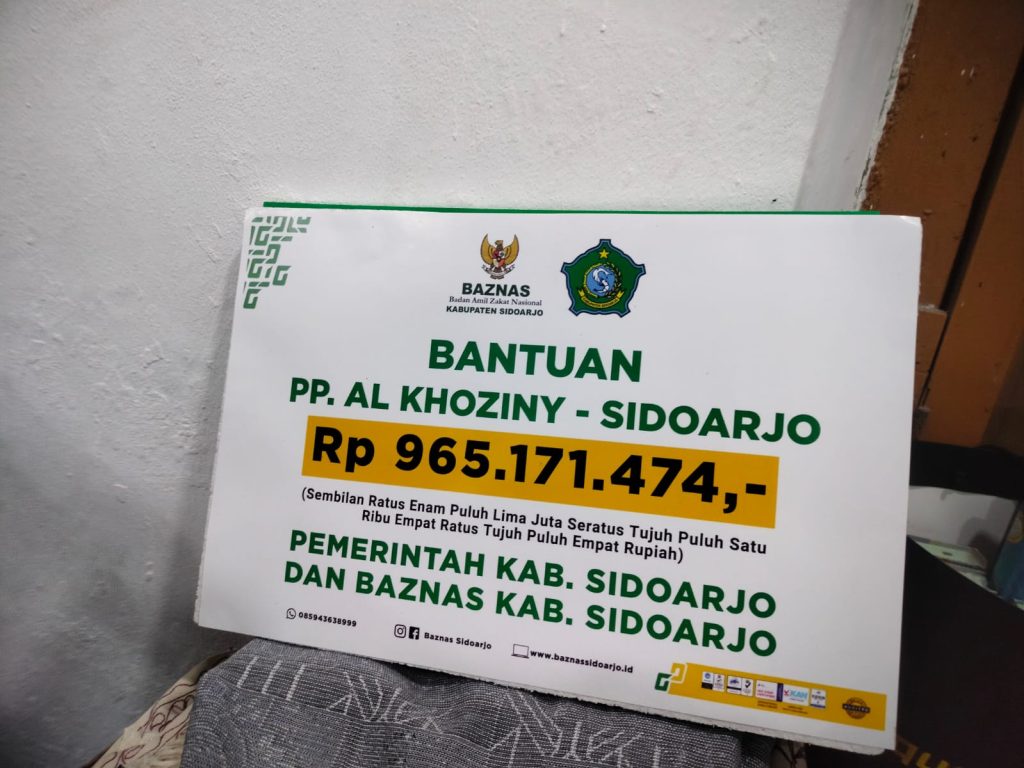 BAZNAS
Badan Amil Zakat Nasional
KABUPATEN SIDOARJO
BANTUAN
PP. AL KHOZINY - SIDOARJO
Rp 965.171.474,-
(Sembilan Ratus Enam Puluh Lima Juta Seratus Tujuh Puluh Satu
Ribu Empat Ratus Tujuh Puluh Empat Rupiah)
PEMERINTAH KAB. SIDOARJO
DAN BAZNAS KAB. SIDOARJO
085943638999
Baznas Sidoarjo
www.baznassidoarjo.id